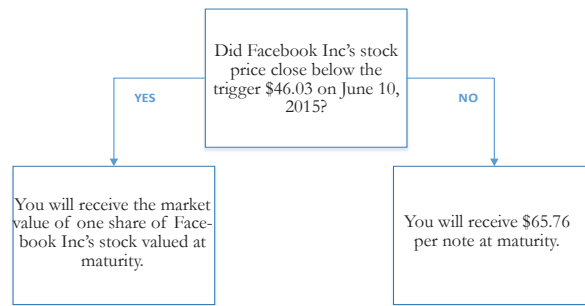 Did Facebook Inc's stock
price close below the
trigger $46.03 on June 10,
2015?
YES
NO
You will receive the market
value of one share of Face-
book Inc's stock valued at
maturity.
You will receive $65.76
per note at maturity.